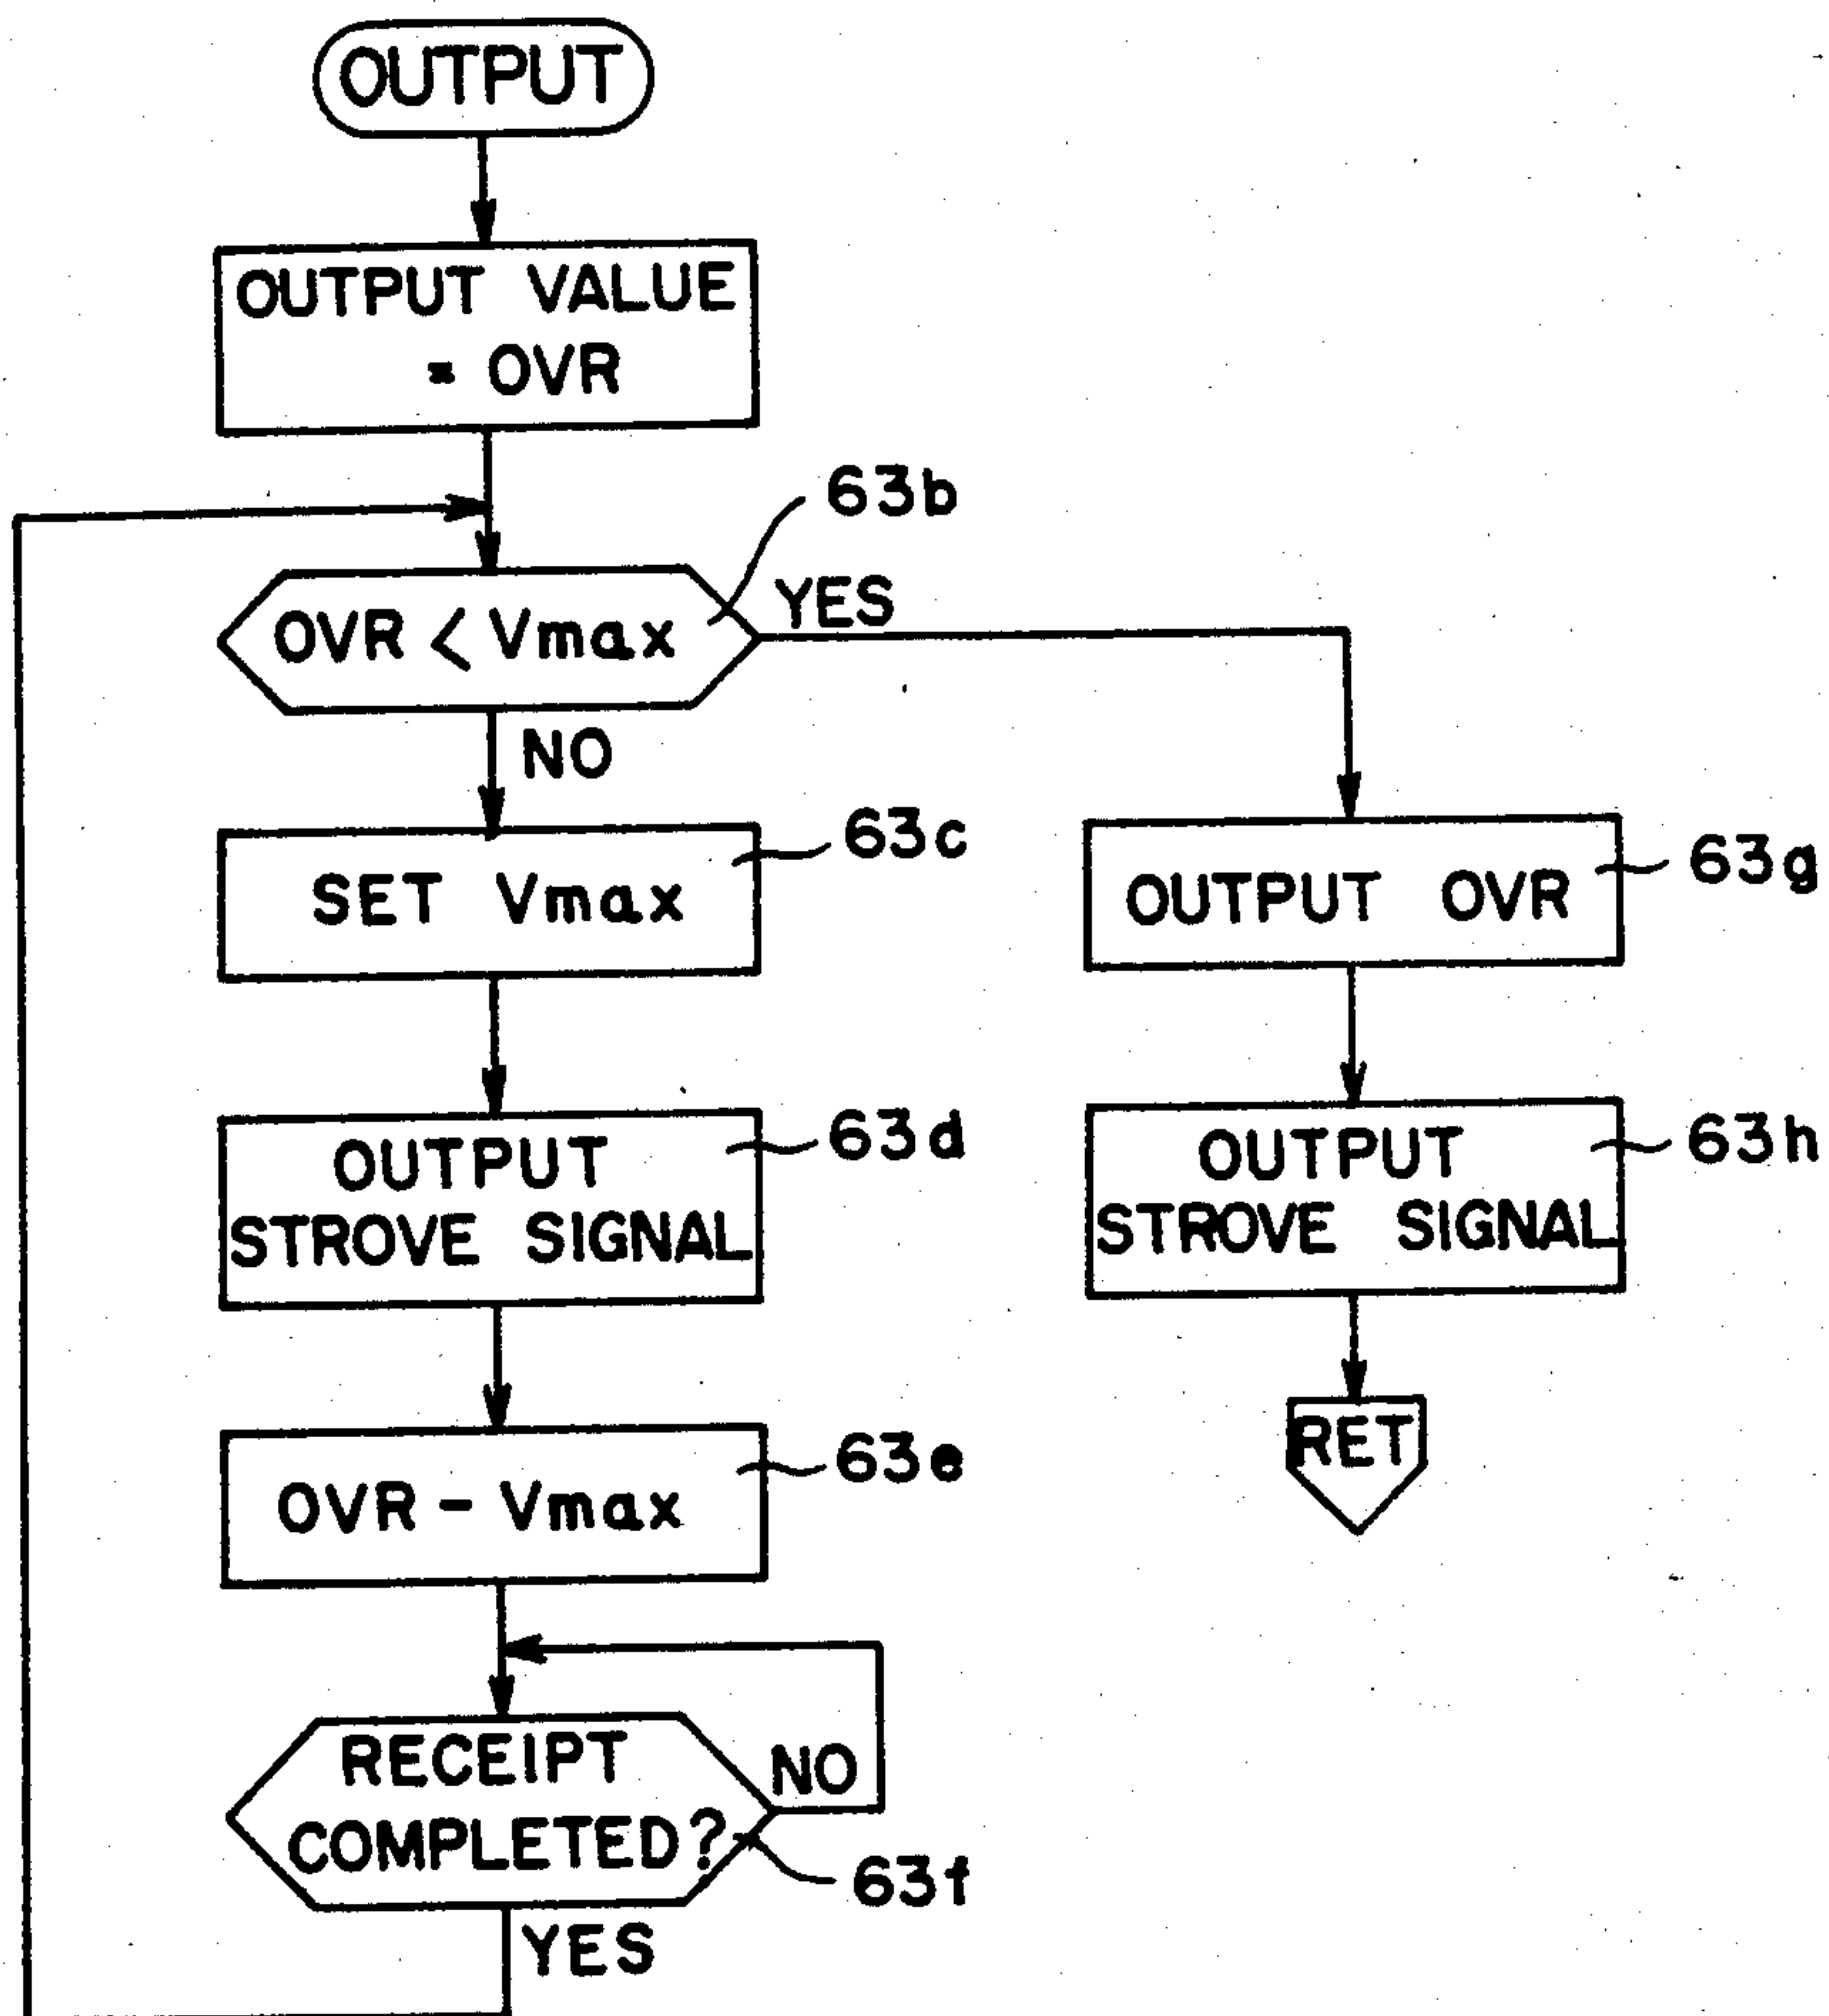 OUTPUT
OUTPUT VALUE
= OVR
63b
OVR < Vmax
YES
NO
63c
SET Vmax
63g
OUTPUT OVR
63d
OUTPUT
STROVE SIGNAL
63h
OUTPUT
STROVE SIGNAL
63e
OVR - Vmax
RET
RECEIPT
COMPLETED?
NO
63f
YES